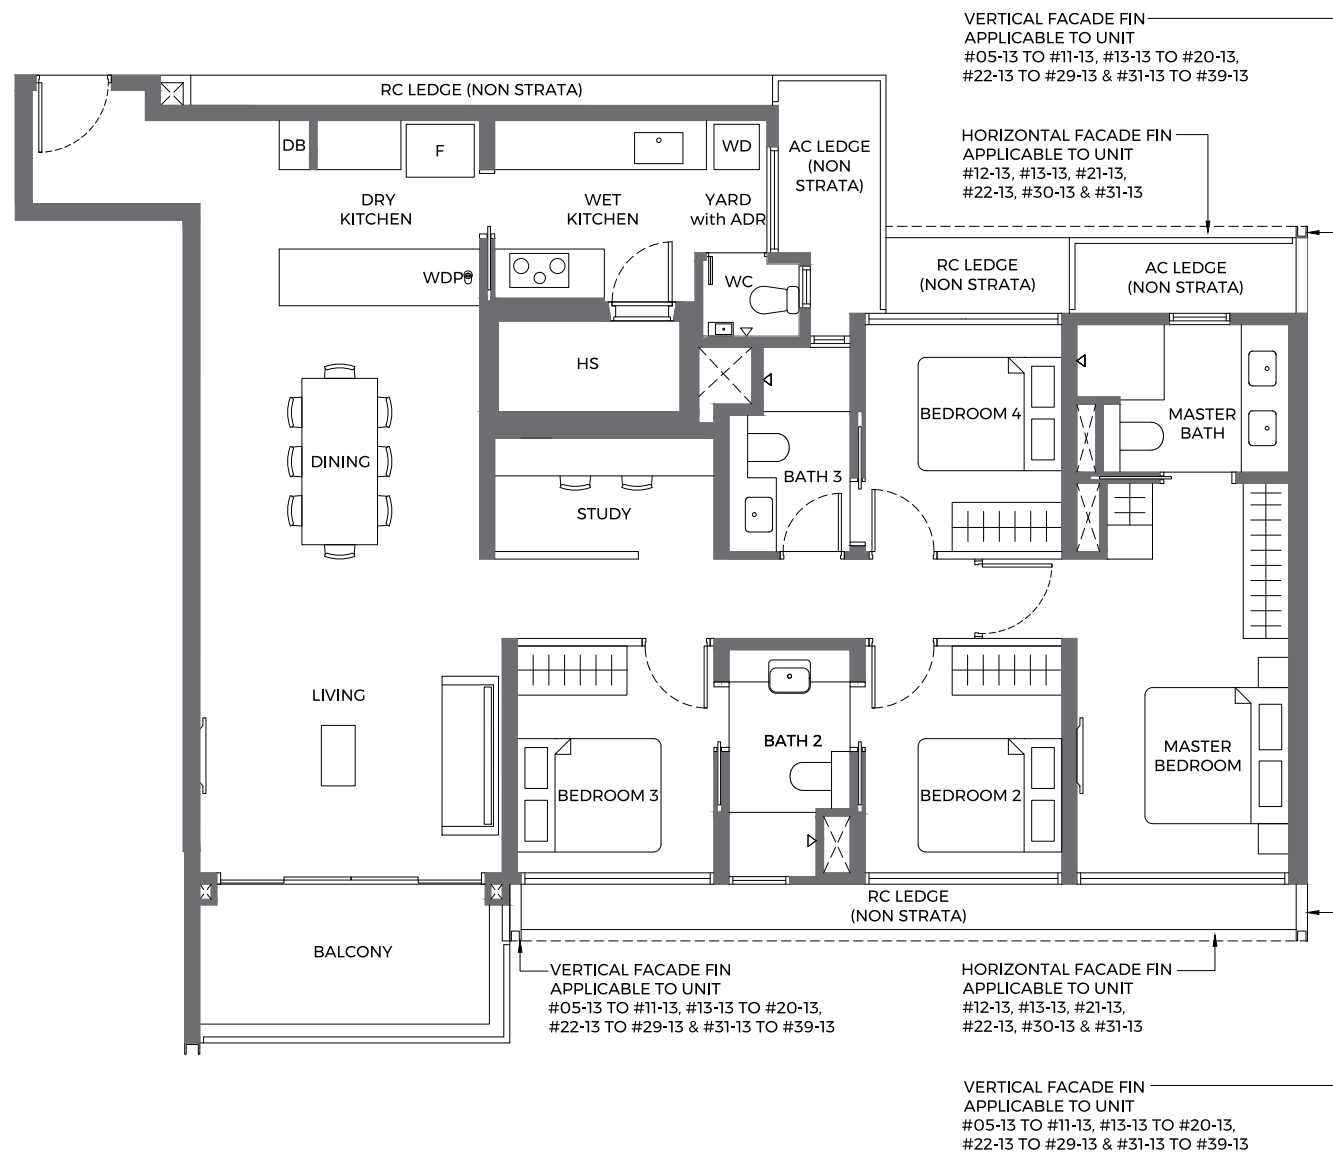 VERTICAL FACADE FIN
APPLICABLE TO UNIT
#05-13 TO #11-13, #13-13 TO #20-13,
#22-13 TO #29-13 & #31-13 TO #39-13
RC LEDGE (NON STRATA)
HORIZONTAL FACADE FIN
APPLICABLE TO UNIT
#12-13, #13-13, #21-13,
#22-13, #30-13 & #31-13
DB
F
WD
AC LEDGE
(NON
STRATA)
DRY
KITCHEN
WET
KITCHEN
YARD
with ADR
WDP
WC
RC LEDGE
(NON STRATA)
AC LEDGE
(NON STRATA)
HS
BEDROOM 4
MASTER
BATH
DINING
BATH 3
STUDY
LIVING
BATH 2
MASTER
BEDROOM
BEDROOM 3
BEDROOM 2
RC LEDGE
(NON STRATA)
BALCONY
VERTICAL FACADE FIN
APPLICABLE TO UNIT
#05-13 TO #11-13, #13-13 TO #20-13,
#22-13 TO #29-13 & #31-13 TO #39-13
HORIZONTAL FACADE FIN
APPLICABLE TO UNIT
#12-13, #13-13, #21-13,
#22-13, #30-13 & #31-13
VERTICAL FACADE FIN
APPLICABLE TO UNIT
#05-13 TO #11-13, #13-13 TO #20-13,
#22-13 TO #29-13 & #31-13 TO #39-13